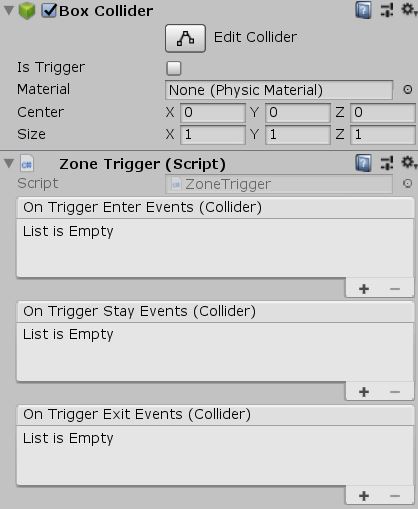 Box Collider
Edit Collider
Is Trigger
Material None (Physic Material)
Center X 0 Y 0 Z 0
Size X 1 Y 1 Z 1
Zone Trigger (Script)
Script ZoneTrigger
On Trigger Enter Events (Collider)
List is Empty
+ −
On Trigger Stay Events (Collider)
List is Empty
+ −
On Trigger Exit Events (Collider)
List is Empty
+ −